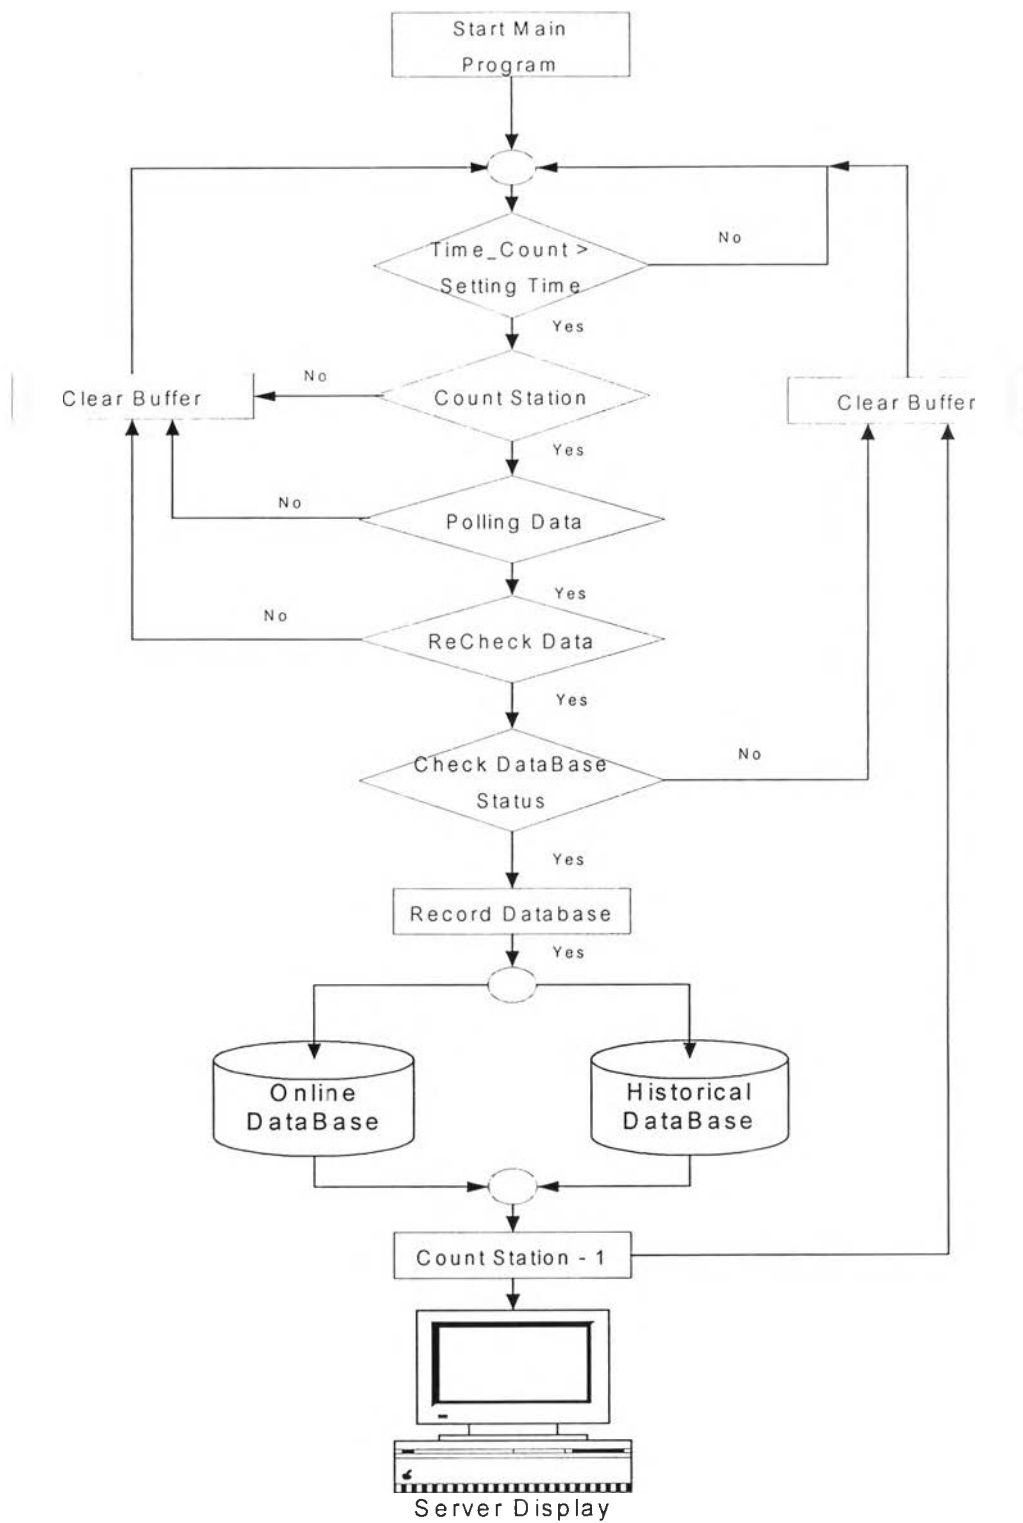 Start Main
Program
No
Time_Count >
Setting Time
Yes
No
Clear Buffer
Count Station
Clear Buffer
Yes
No
Polling Data
Yes
No
ReCheck Data
Yes
No
Check DataBase
Status
Yes
Record Database
Yes
Online
DataBase
Historical
DataBase
Count Station - 1
Server Display